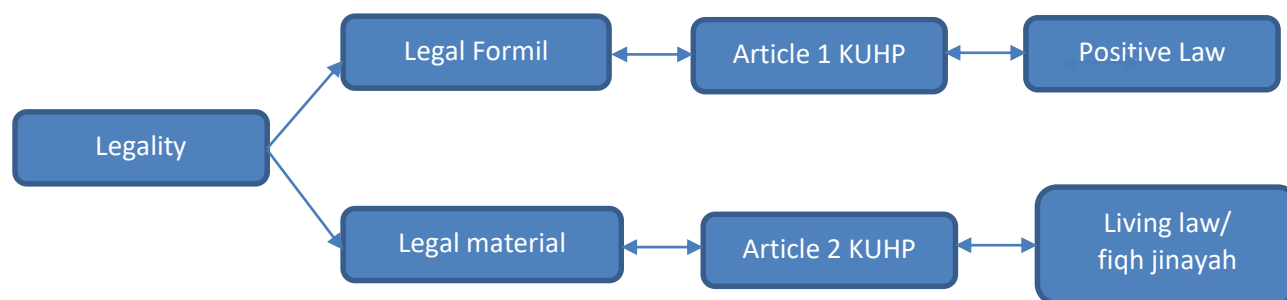 Legal Formil
Article 1 KUHP
Positive Law
Legality
Legal material
Article 2 KUHP
Living law/
fiqh jinayah